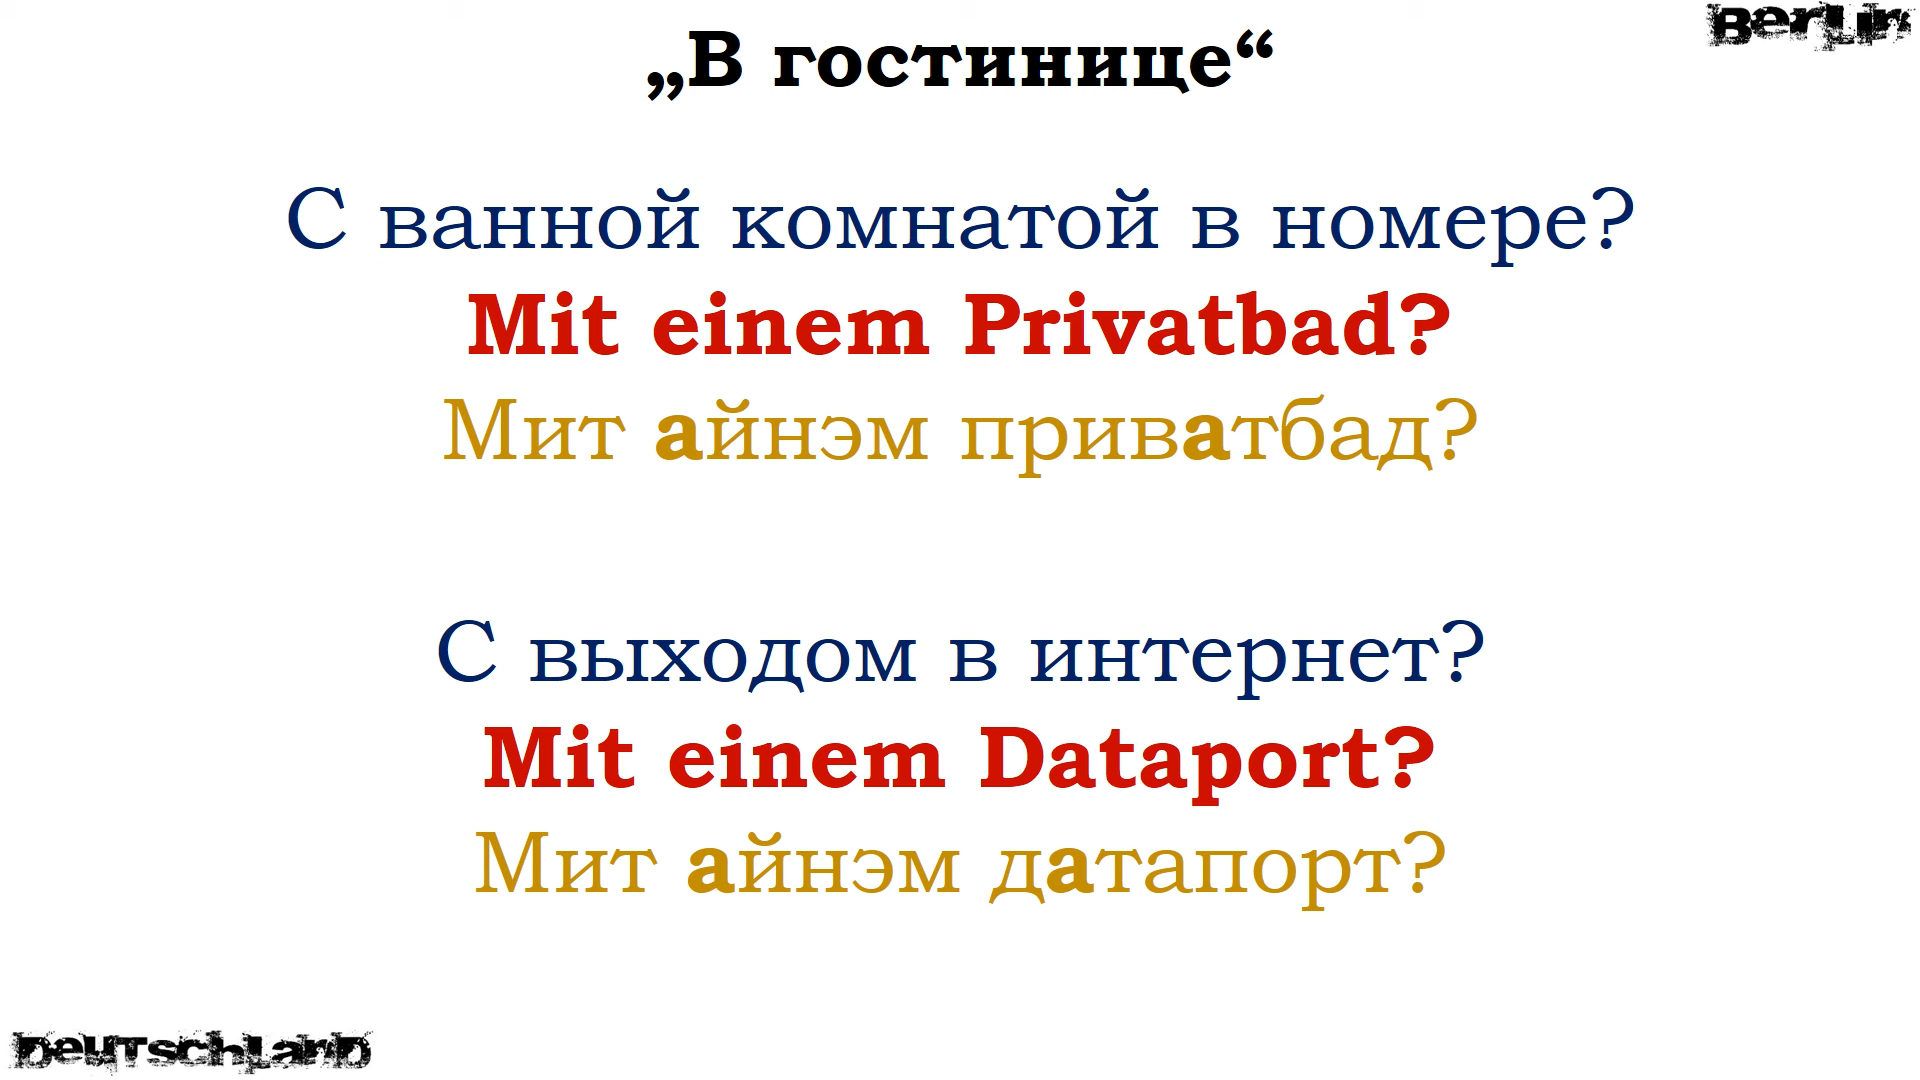 „В гостинице“
Berlin
С ванной комнатой в номере?
Mit einem Privatbad?
Мит айнэм приватбад?
С выходом в интернет?
Mit einem Dataport?
Мит айнэм датапорт?
Deutschland